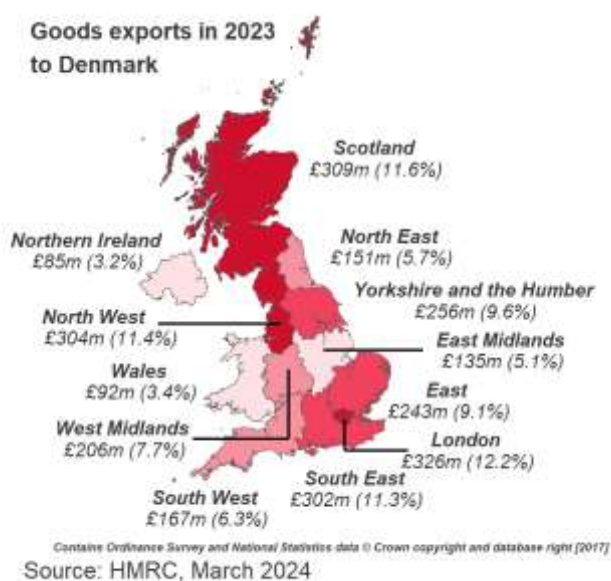 Goods exports in 2023
to Denmark
Scotland
£309m (11.6%)
Northern Ireland
£85m (3.2%)
North East
£151m (5.7%)
Yorkshire and the Humber
£256m (9.6%)
North West
£304m (11.4%)
East Midlands
£135m (5.1%)
Wales
£92m (3.4%)
East
£243m (9.1%)
West Midlands
£206m (7.7%)
London
£326m (12.2%)
South East
£302m (11.3%)
South West
£167m (6.3%)
Contains Ordinance Survey and National Statistics data © Crown copyright and database right [2017]
Source: HMRC, March 2024